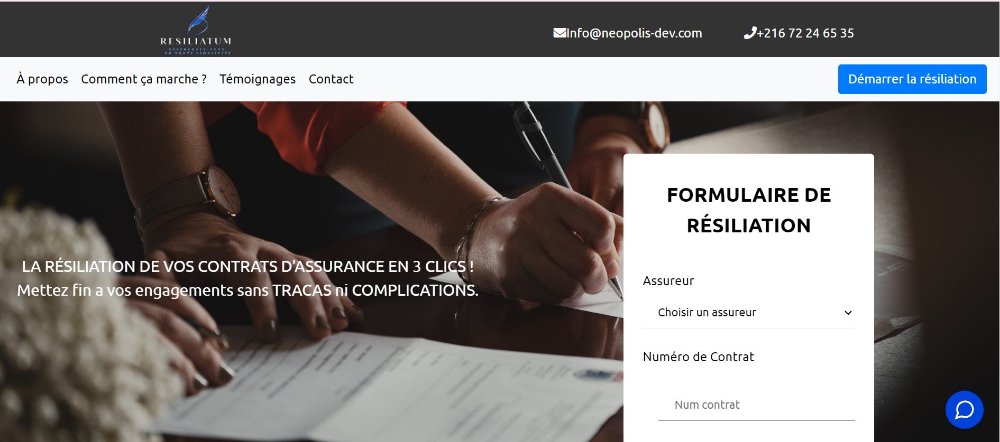 RESILIATUM
DÉSENGAGEZ-VOUS
EN TOUTE SIMPLICITÉ
Info@neopolis-dev.com
+216 72 24 65 35
À propos
Comment ça marche ?
Témoignages
Contact
Démarrer la résiliation
LA RÉSILIATION DE VOS CONTRATS D'ASSURANCE EN 3 CLICS !
Mettez fin a vos engagements sans TRACAS ni COMPLICATIONS.
FORMULAIRE DE
RÉSILIATION
Assureur
Choisir un assureur
Numéro de Contrat
Num contrat